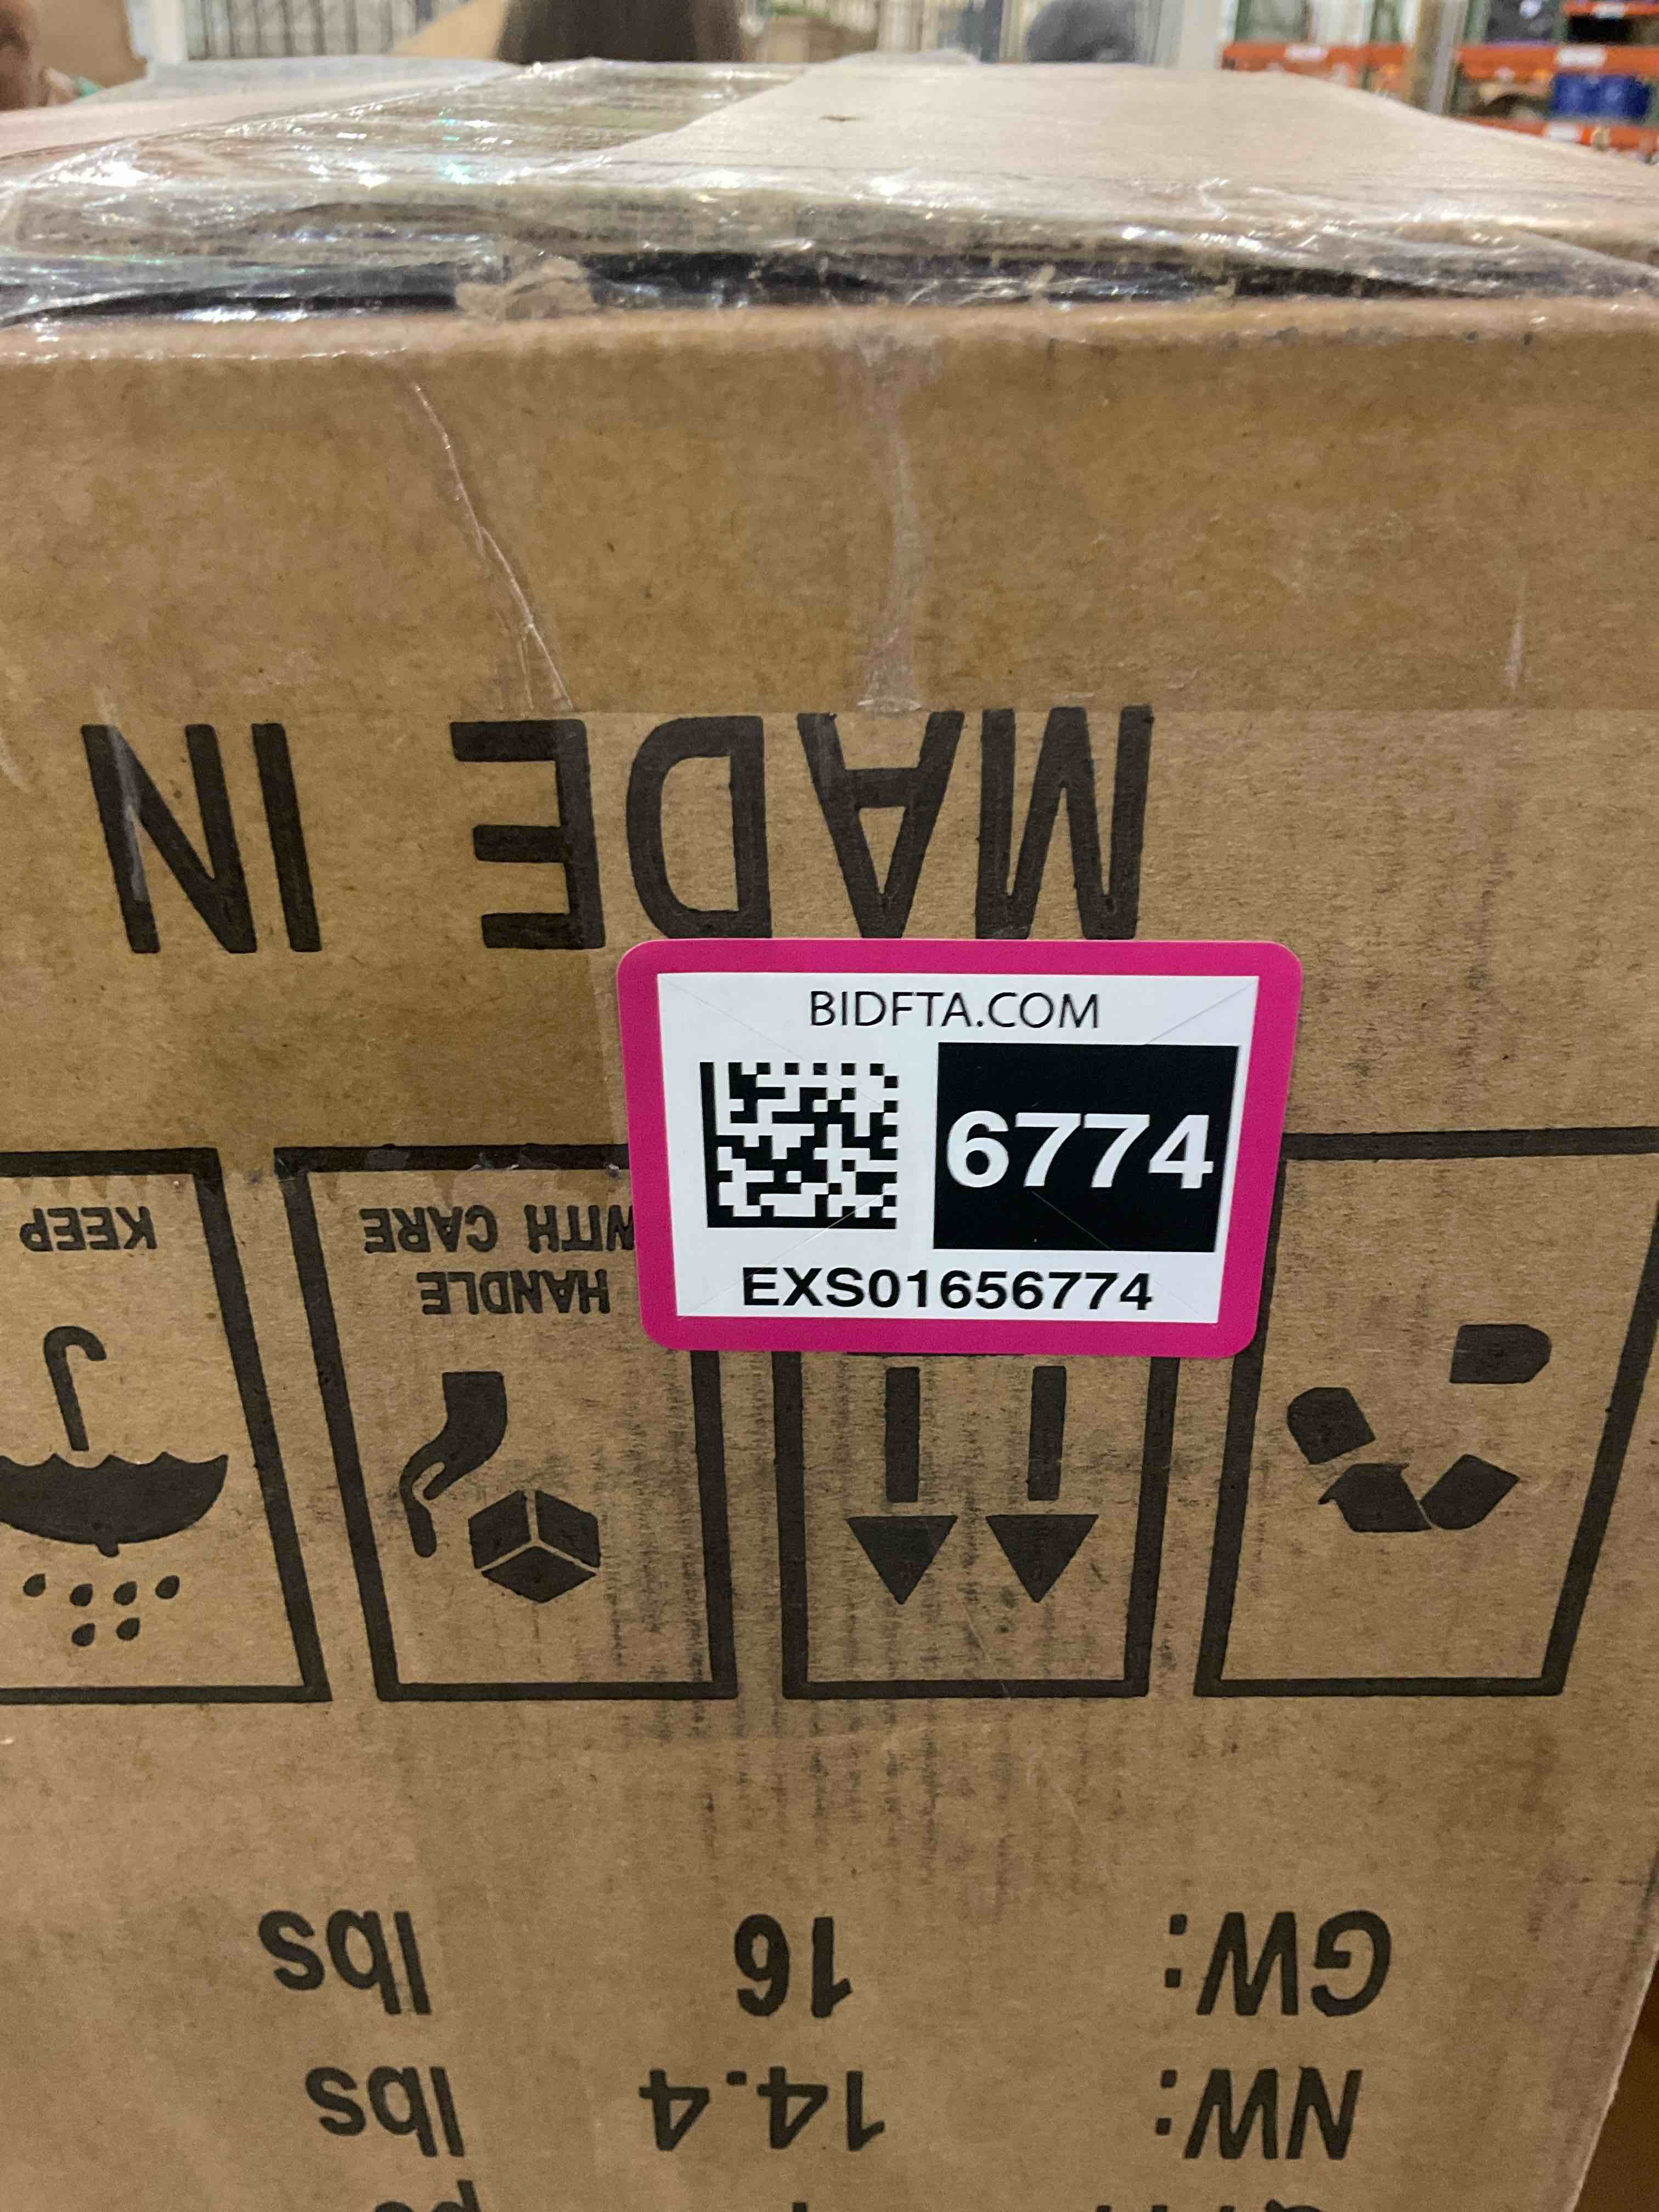 MADE IN
BIDFTA.COM
6774
EXS01656774
HANDLE
WITH CARE
KEEP
GW: 16 lbs
NW: 14.4 lbs